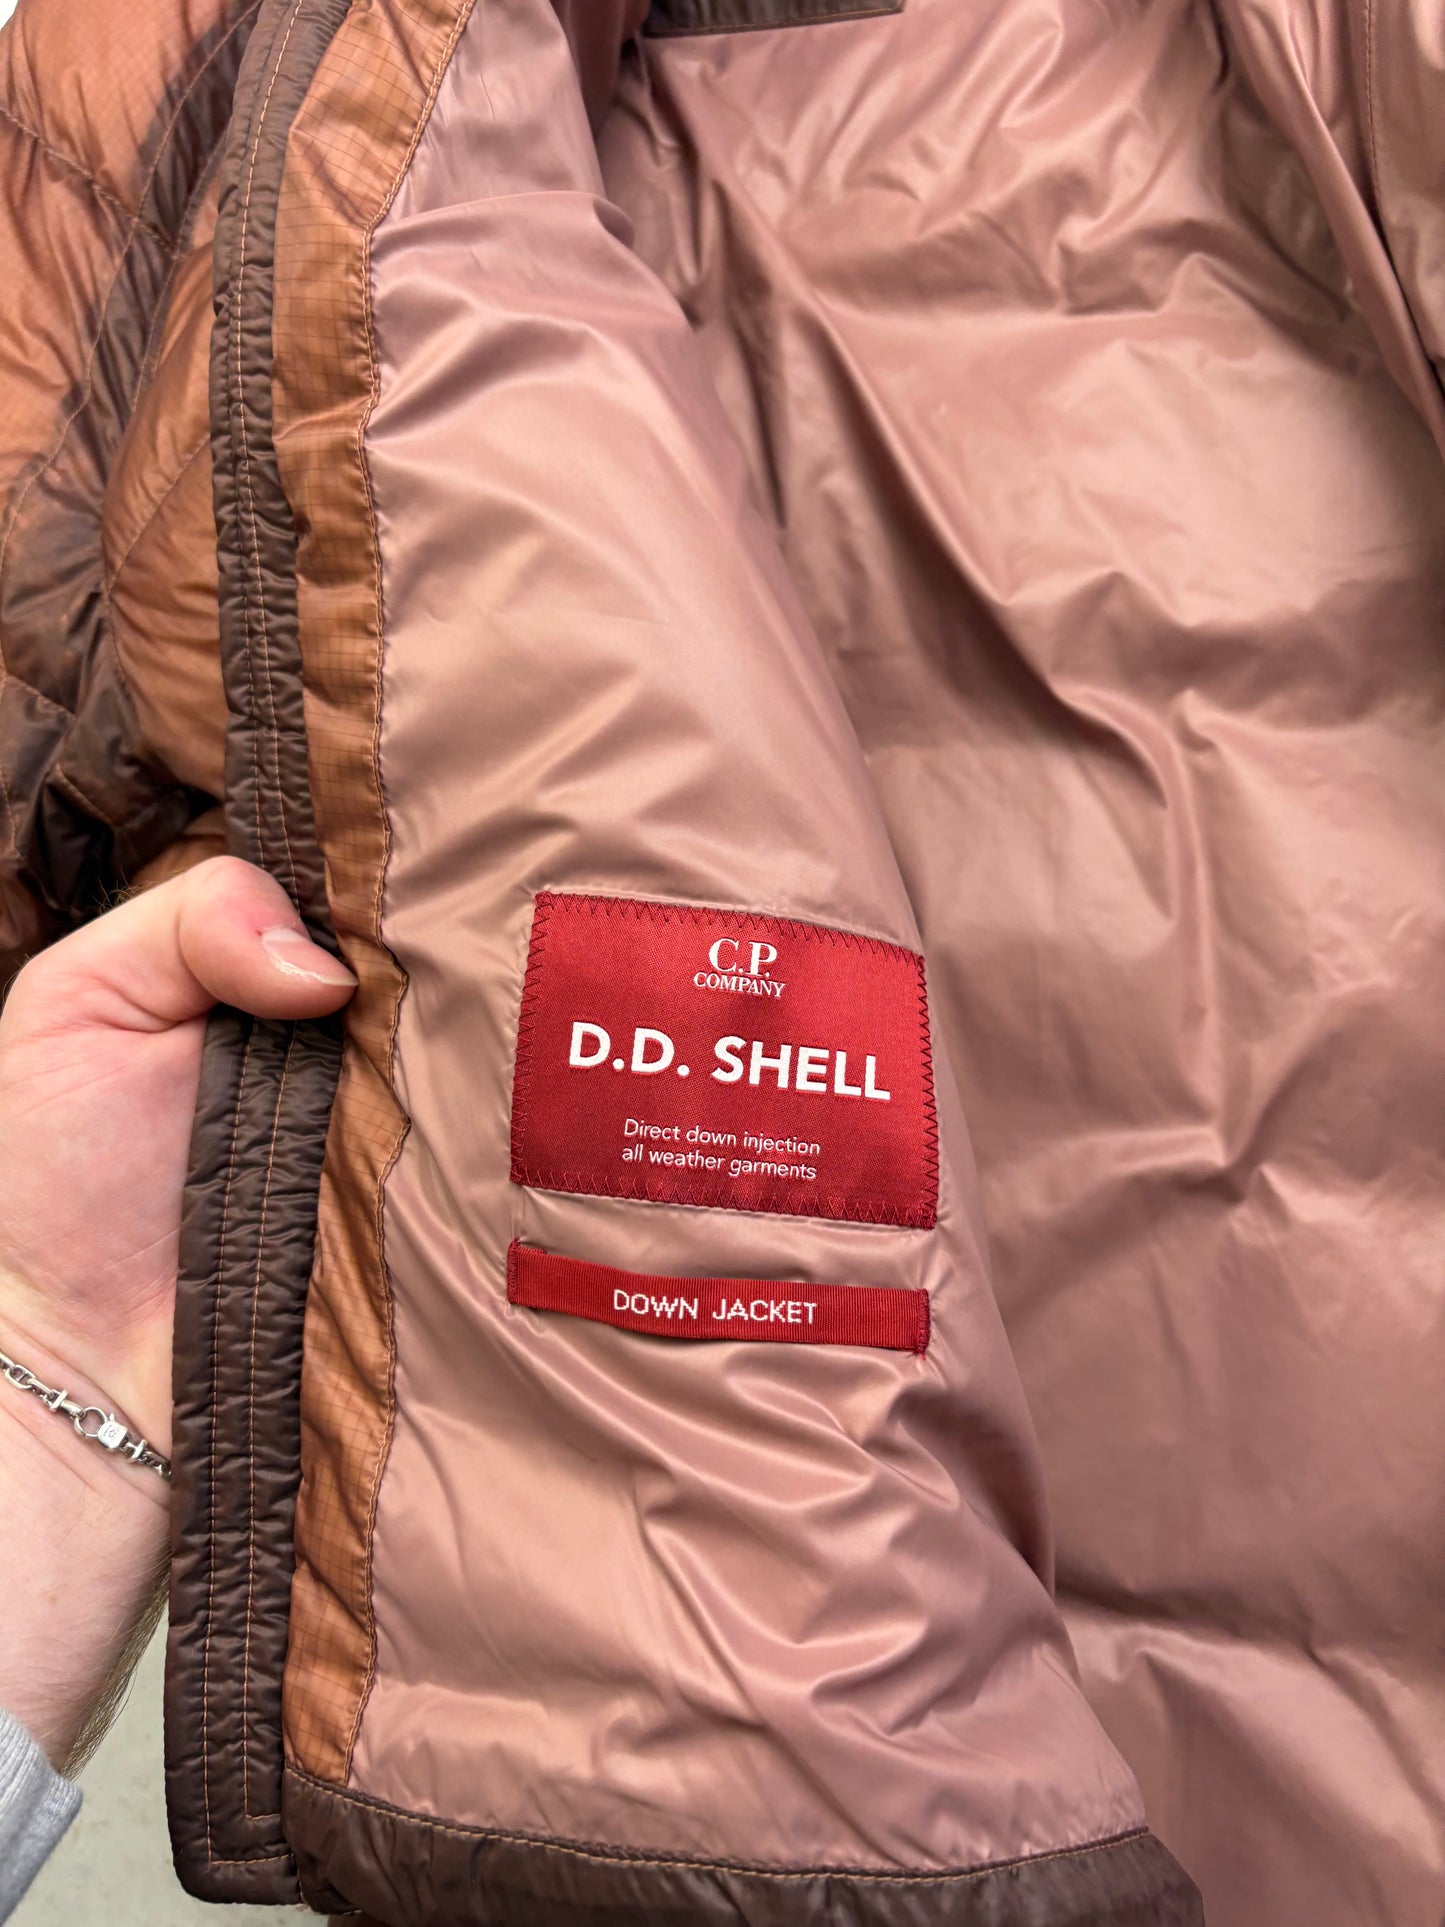 C.P.
COMPANY
D.D. SHELL
Direct down injection
all weather garments
DOWN JACKET